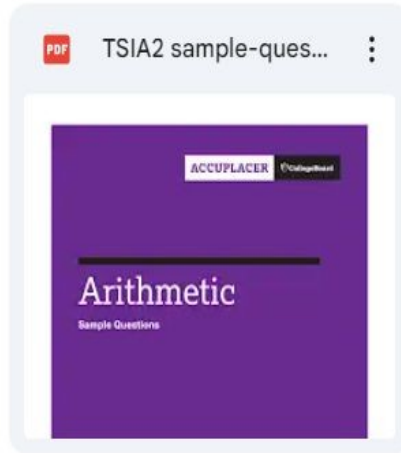 PDF TSIA2 sample-ques...
ACCUPLACER CollegeBoard
Arithmetic
Sample Questions